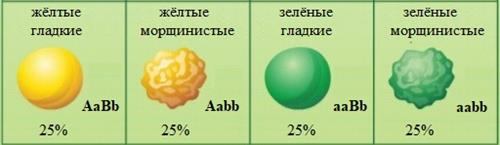 жёлтые гладкие
AaBb
25%
жёлтые морщинистые
Aabb
25%
зелёные гладкие
aaBb
25%
зелёные морщинистые
aabb
25%